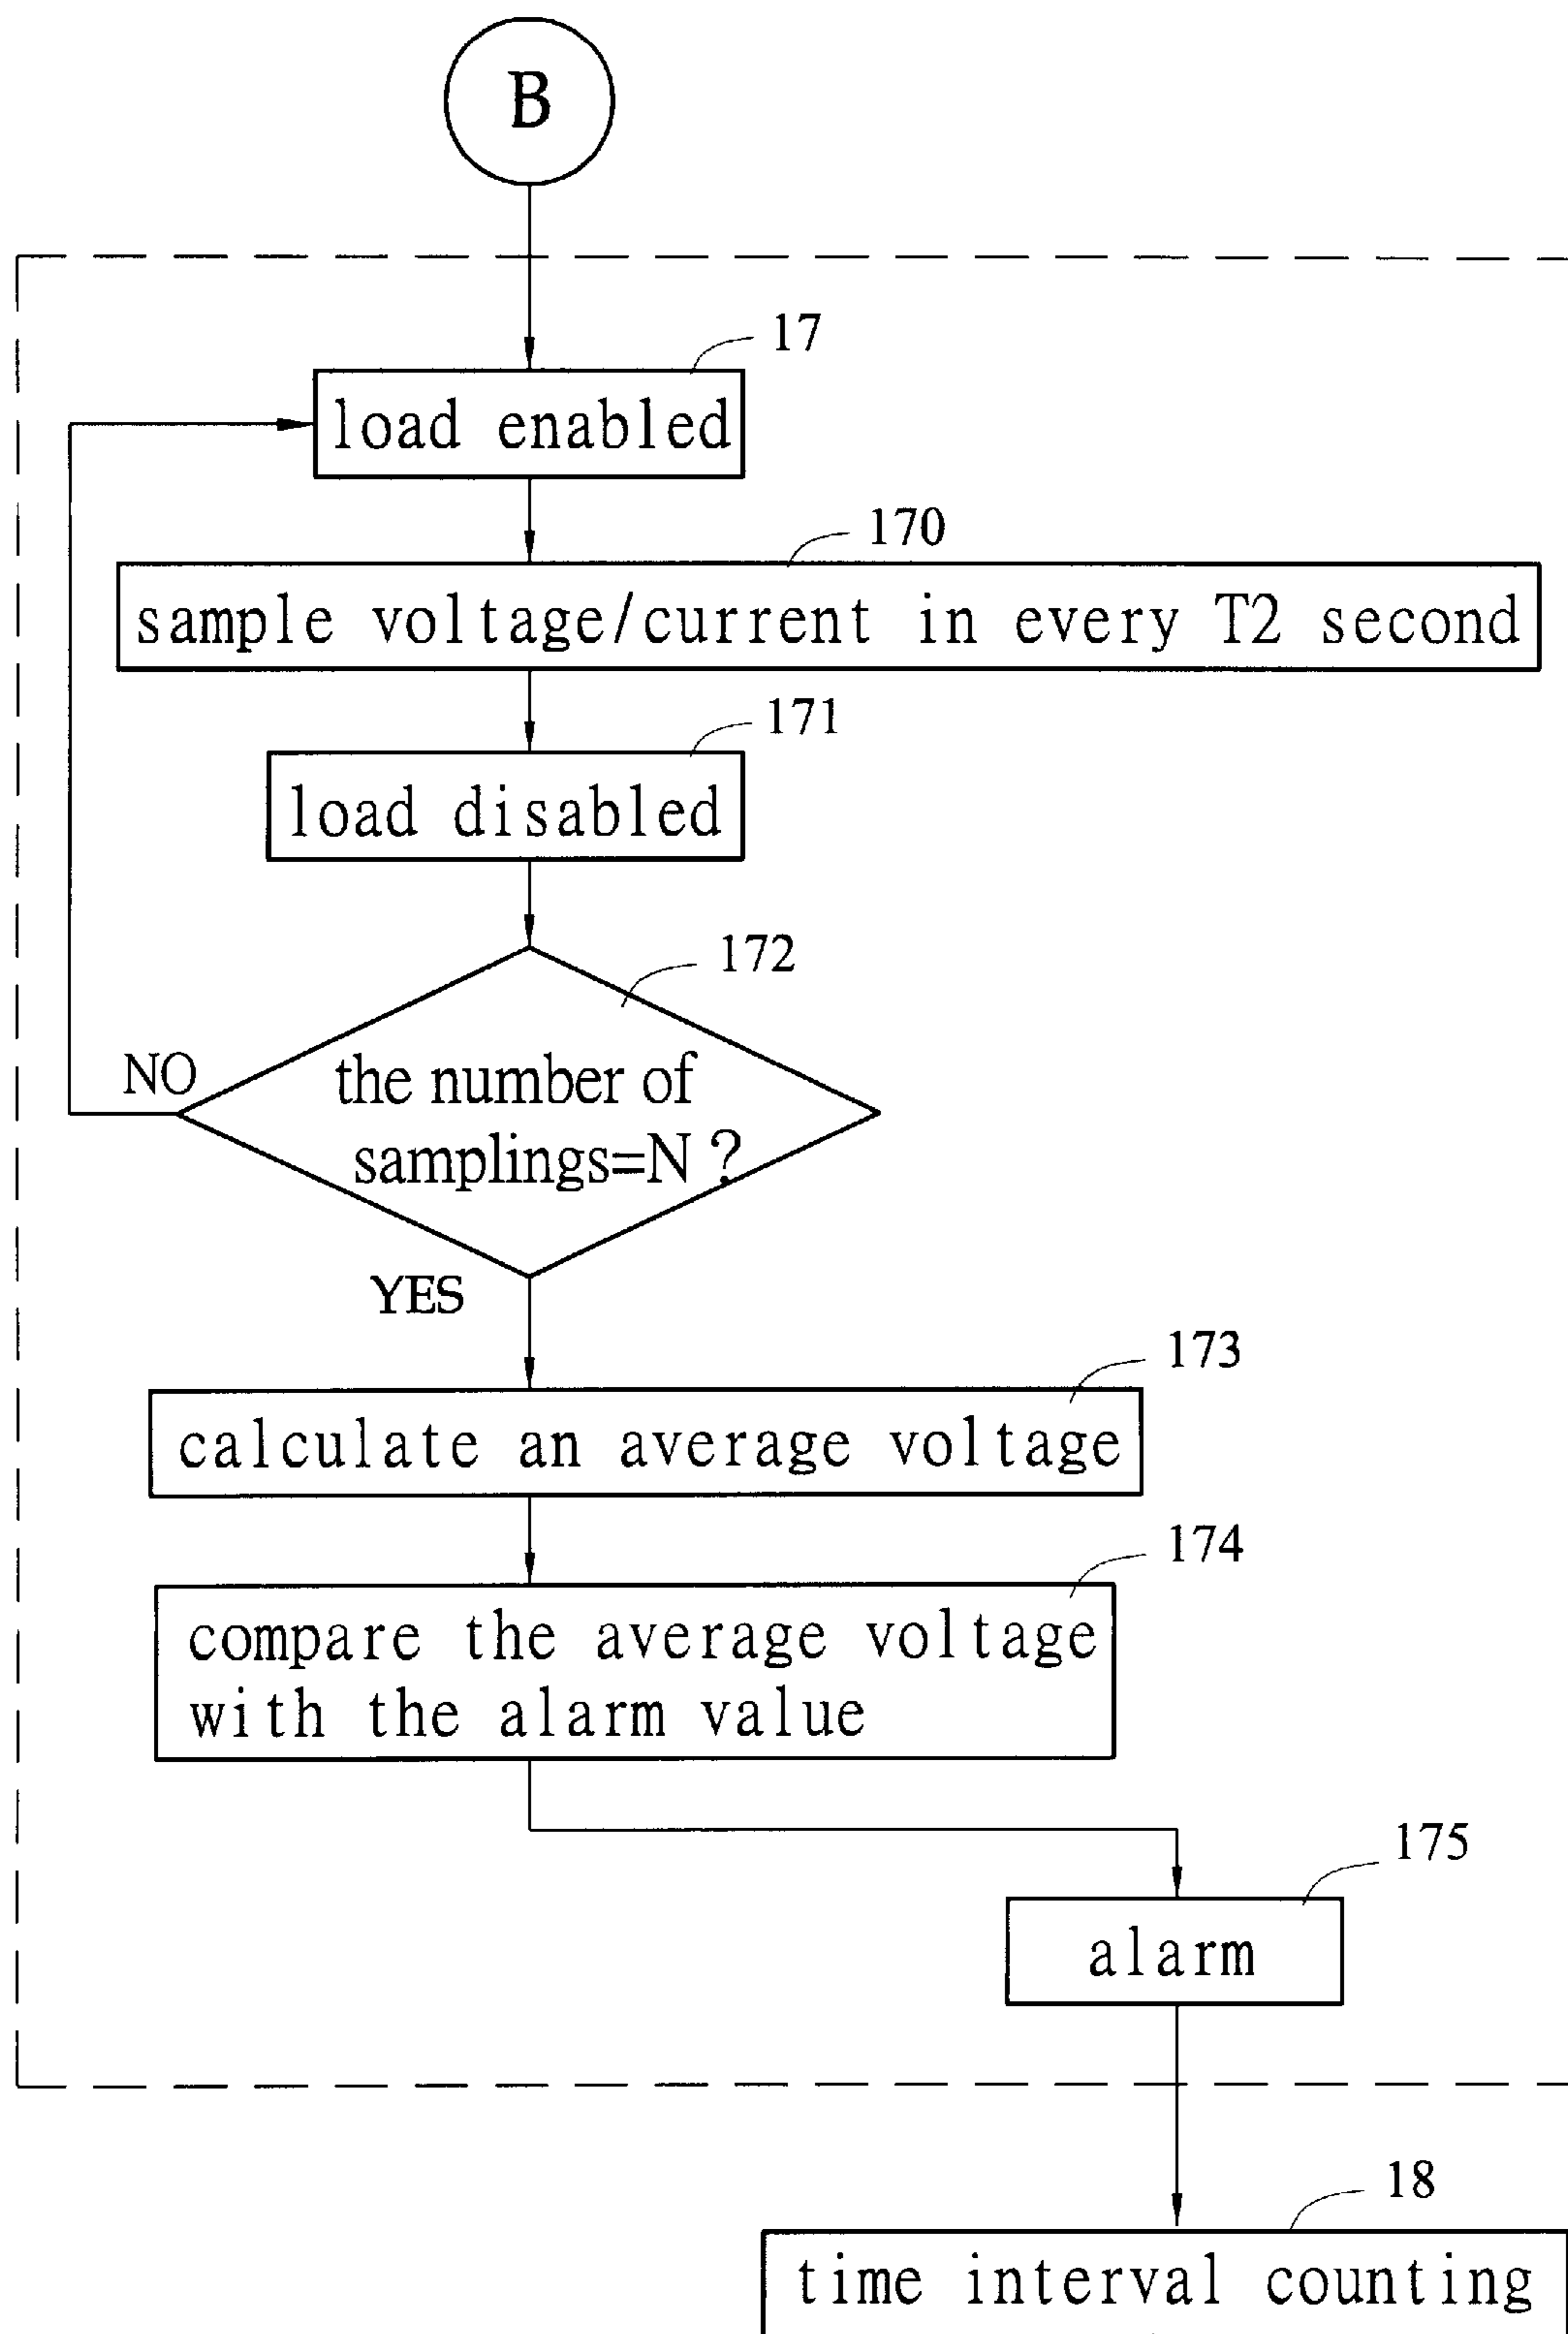 B
17
load enabled
170
sample voltage/current in every T2 second
171
load disabled
172
NO
the number of
samplings=N ?
YES
173
calculate an average voltage
174
compare the average voltage
with the alarm value
175
alarm
18
time interval counting